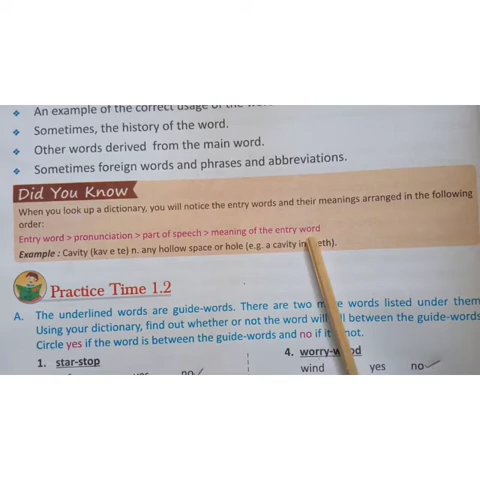 An example of the correct usage of the
Sometimes, the history of the word.
Other words derived from the main word.
Sometimes foreign words and phrases and abbreviations.
Did You Know
When you look up a dictionary, you will notice the entry words and their meanings arranged in the following
order:
Entry word > pronunciation > part of speech > meaning of the entry word
Example : Cavity (kav e te) n. any hollow space or hole (e.g. a cavity in eth).
Practice Time 1.2
A. The underlined words are guide-words. There are two words listed under them
Using your dictionary, find out whether or not the word will between the guide-words
Circle yes if the word is between the guide-words and no if it not.
1. star-stop
4. worry-
wind yes no
no